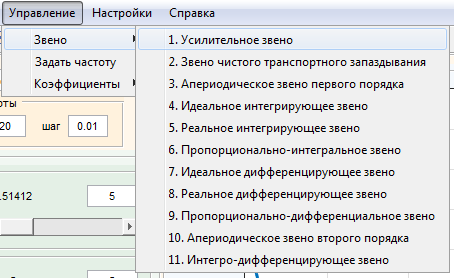 Управление Настройки Справка
Звено
Задать частоту
Коэффициенты
1. Усилительное звено
2. Звено чистого транспортного запаздывания
3. Апериодическое звено первого порядка
4. Идеальное интегрирующее звено
5. Реальное интегрирующее звено
6. Пропорционально-интегральное звено
7. Идеальное дифференцирующее звено
8. Реальное дифференцирующее звено
9. Пропорционально-дифференциальное звено
10. Апериодическое звено второго порядка
11. Интегро-дифференцирующее звено
оты
20 шаг 0.01
.51412 5